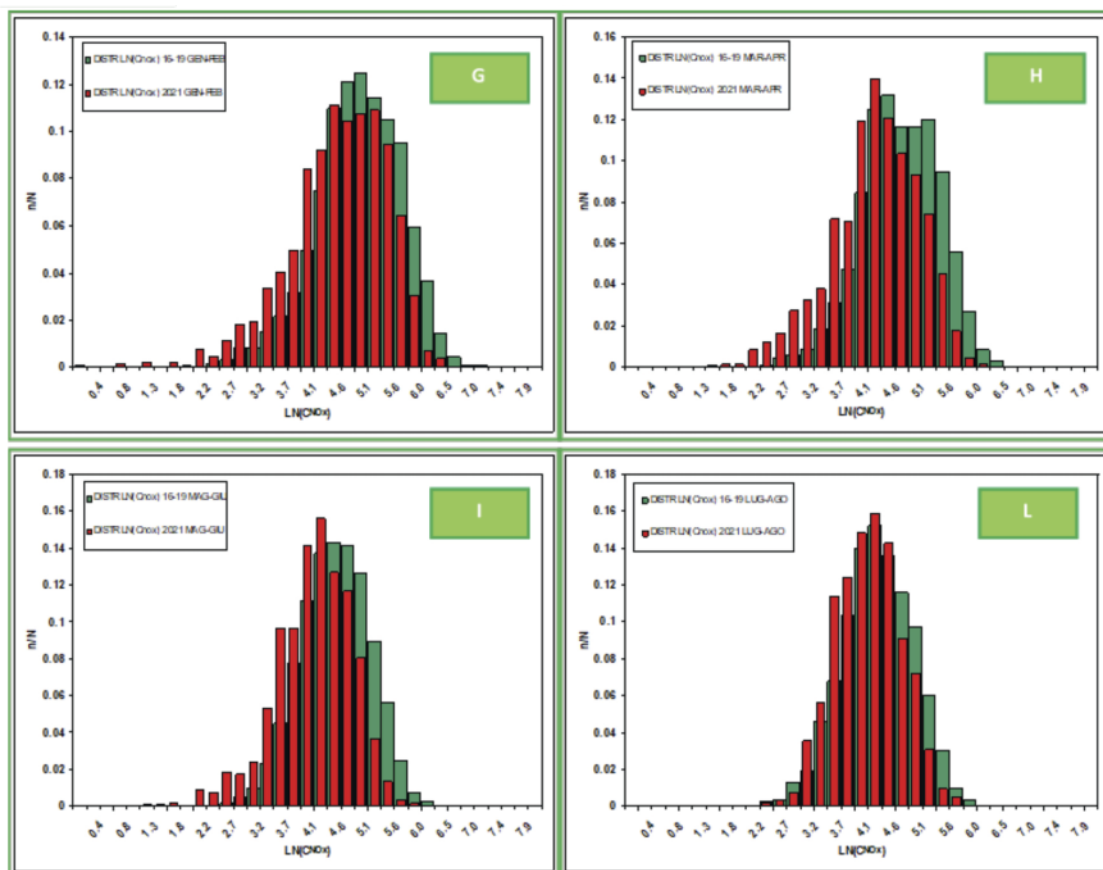 0.14
0.12
0.1
0.08
0.06
0.04
0.02
0
n/N
DISTR LN(Cnox) 16-19 GEN-FEB
DISTR LN(Cnox) 2021 GEN-FEB
G
0.4 0.8 1.3 1.8 2.2 2.7 3.2 3.7 4.1 4.6 5.1 5.6 6.0 6.5 7.0 7.4 7.9
LN(CNOx)
0.16
0.14
0.12
0.1
0.08
0.06
0.04
0.02
0
n/N
DISTR LN(Cnox) 16-19 MAR-APR
DISTR LN(Cnox) 2021 MAR-APR
H
0.4 0.8 1.3 1.8 2.2 2.7 3.2 3.7 4.1 4.6 5.1 5.6 6.0 6.5 7.0 7.4 7.9
LN(CNOx)
0.18
0.16
0.14
0.12
0.1
0.08
0.06
0.04
0.02
0
n/N
DISTR LN(Cnox) 16-19 MAG-GIU
DISTR LN(Cnox) 2021 MAG-GIU
I
0.4 0.8 1.3 1.8 2.2 2.7 3.2 3.7 4.1 4.6 5.1 5.6 6.0 6.5 7.0 7.4 7.9
LN(CNOx)
0.18
0.16
0.14
0.12
0.1
0.08
0.06
0.04
0.02
0
n/N
DISTR LN(Cnox) 16-19 LUG-AGO
DISTR LN(Cnox) 2021 LUG-AGO
L
0.4 0.8 1.3 1.8 2.2 2.7 3.2 3.7 4.1 4.6 5.1 5.6 6.0 6.5 7.0 7.4 7.9
LN(CNOx)